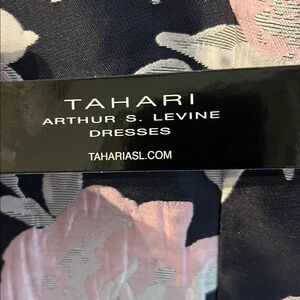 TAHARI
ARTHUR S. LEVINE
DRESSES
TAHARIASL.COM